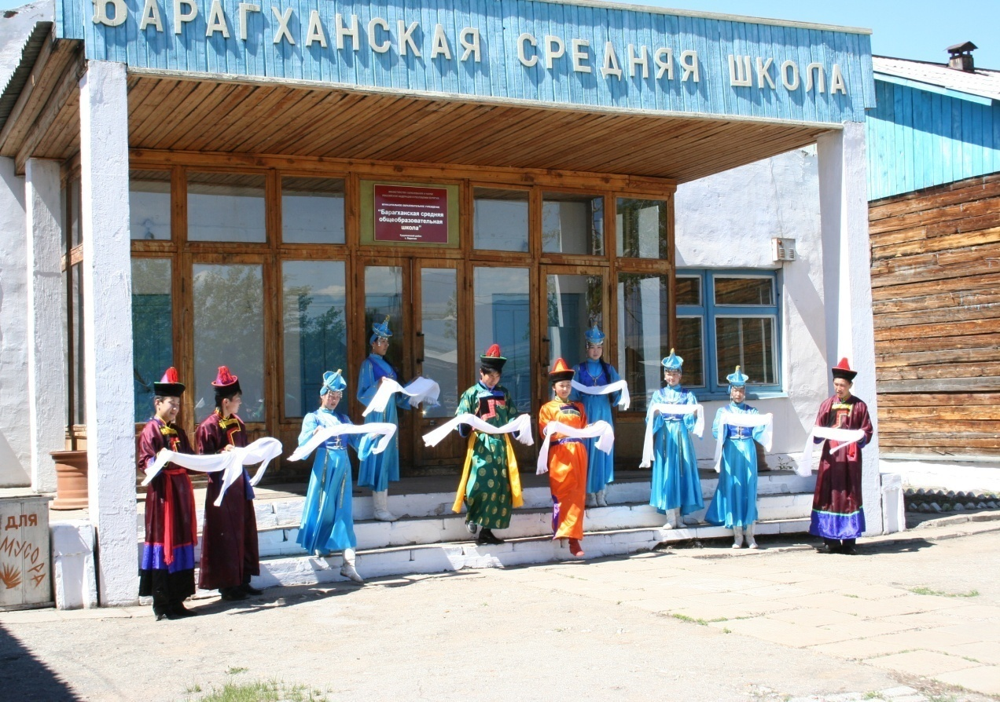 БАРАГХАНСКАЯ СРЕДНЯЯ ШКОЛА
"Барагханская средняя
общеобразовательная
школа"
ДЛЯ
МУСОРА